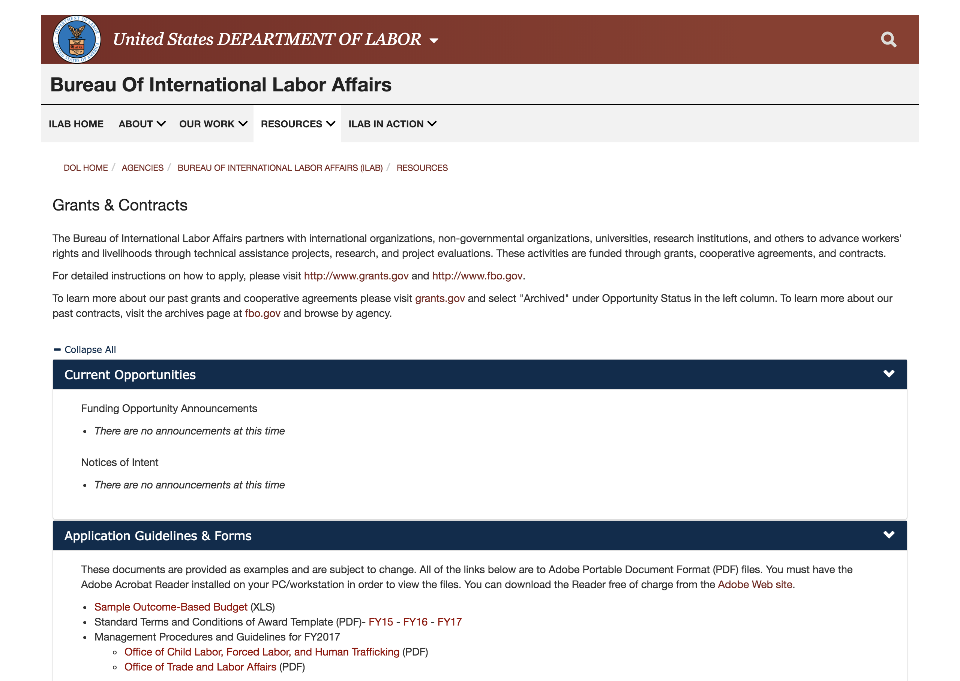 United States DEPARTMENT OF LABOR
Bureau Of International Labor Affairs
ILAB HOME ABOUT OUR WORK RESOURCES ILAB IN ACTION
DOL HOME / AGENCIES / BUREAU OF INTERNATIONAL LABOR AFFAIRS (ILAB) / RESOURCES
Grants & Contracts
The Bureau of International Labor Affairs partners with international organizations, non-governmental organizations, universities, research institutions, and others to advance workers'
rights and livelihoods through technical assistance projects, research, and project evaluations. These activities are funded through grants, cooperative agreements, and contracts.
For detailed instructions on how to apply, please visit http://www.grants.gov and http://www.fbo.gov.
To learn more about our past grants and cooperative agreements please visit grants.gov and select "Archived" under Opportunity Status in the left column. To learn more about our
past contracts, visit the archives page at fbo.gov and browse by agency.
Collapse All
Current Opportunities
Funding Opportunity Announcements
• There are no announcements at this time
Notices of Intent
• There are no announcements at this time
Application Guidelines & Forms
These documents are provided as examples and are subject to change. All of the links below are to Adobe Portable Document Format (PDF) files. You must have the
Adobe Acrobat Reader installed on your PC/workstation in order to view the files. You can download the Reader free of charge from the Adobe Web site.
• Sample Outcome-Based Budget (XLS)
• Standard Terms and Conditions of Award Template (PDF)- FY15 - FY16 - FY17
• Management Procedures and Guidelines for FY2017
◦ Office of Child Labor, Forced Labor, and Human Trafficking (PDF)
◦ Office of Trade and Labor Affairs (PDF)